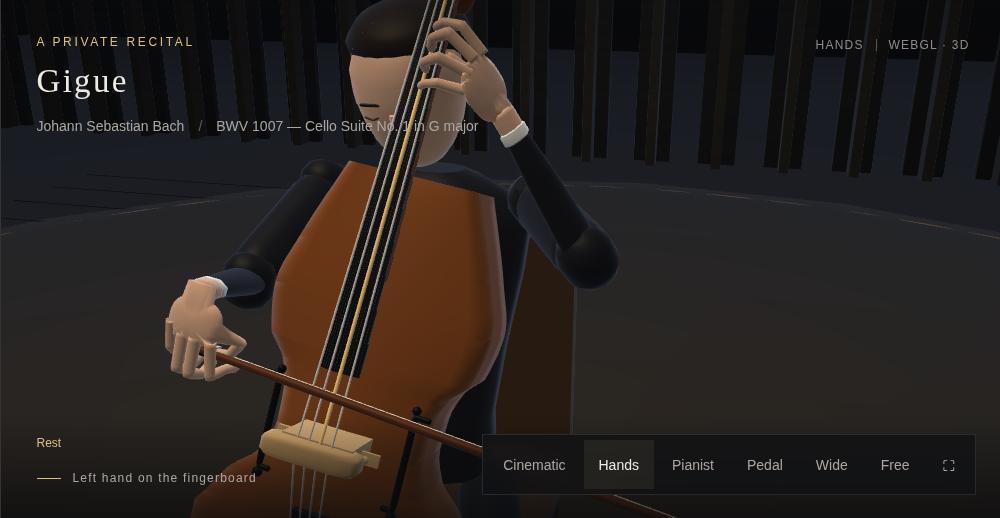 A PRIVATE RECITAL
HANDS | WEBGL · 3D
Gigue
Johann Sebastian Bach / BWV 1007 — Cello Suite No. 1 in G major
Rest
Left hand on the fingerboard
Cinematic Hands Pianist Pedal Wide Free